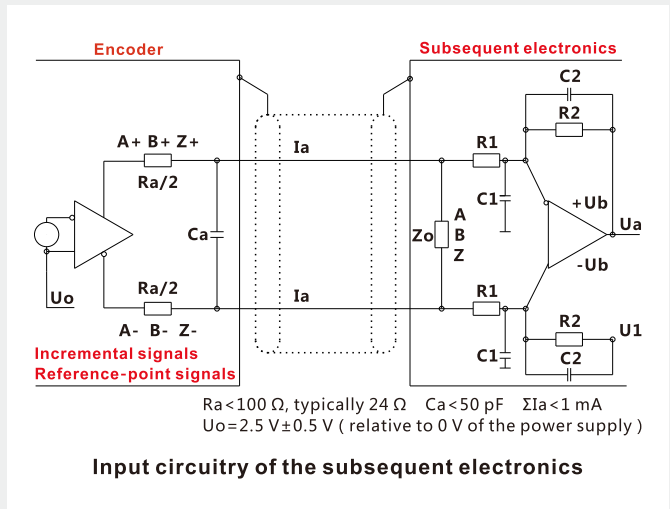 Encoder
Subsequent electronics
C2
R2
A+ B+ Z+
Ia
R1
Ra/2
C1
+Ub
A
Ca
Zo
B
Ua
Z
-Ub
Uo
Ra/2
Ia
R1
A- B- Z-
R2
U1
C1
C2
Incremental signals
Reference-point signals
Ra<100 Ω, typically 24 Ω Ca<50 pF ΣIa<1 mA
Uo=2.5 V±0.5 V ( relative to 0 V of the power supply )
Input circuitry of the subsequent electronics